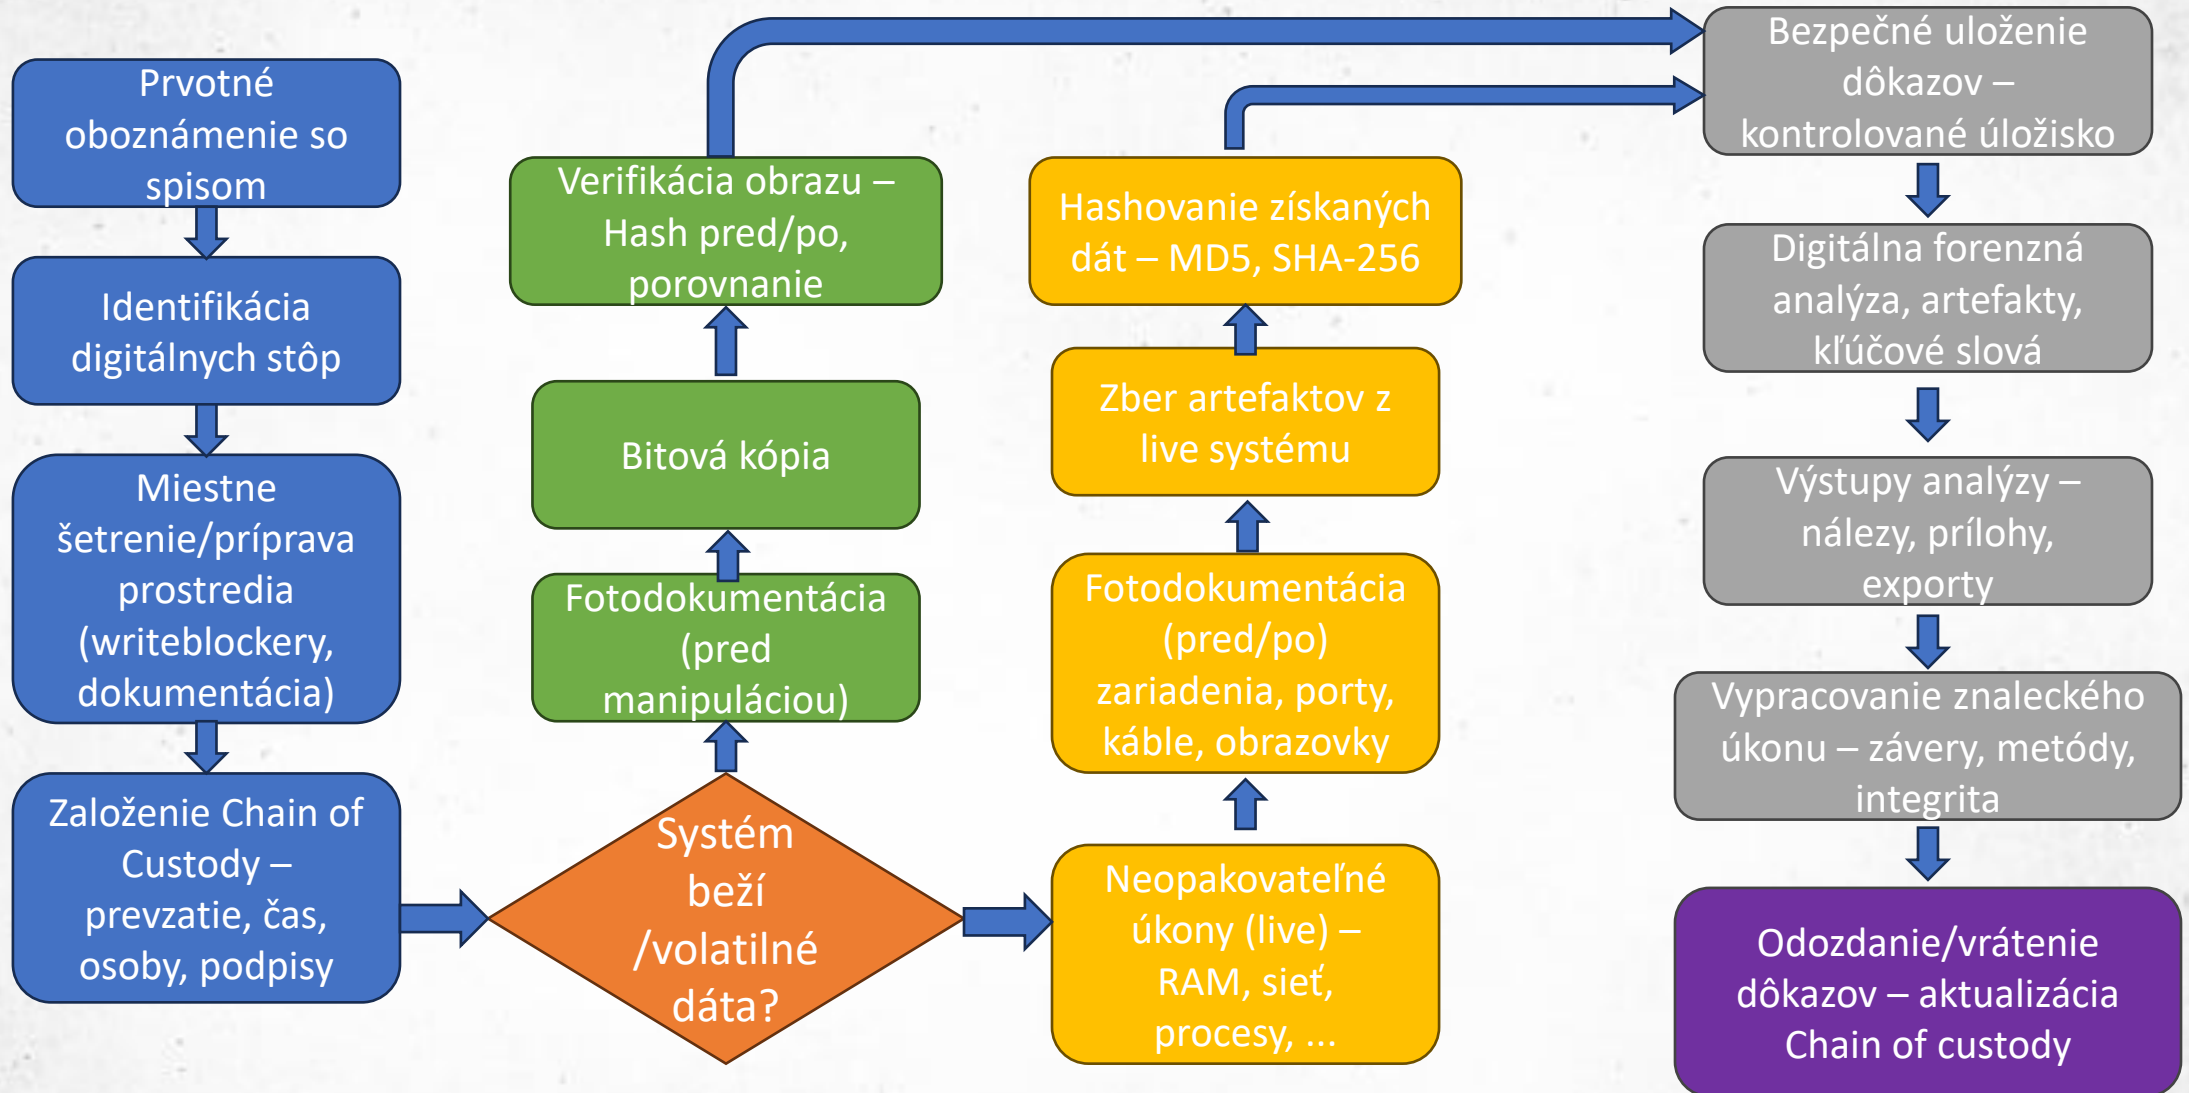 Prvotné
oboznámenie so
spisom
Identifikácia
digitálnych stôp
Miestne
šetrenie/príprava
prostredia
(writeblockery,
dokumentácia)
Založenie Chain of
Custody –
prevzatie, čas,
osoby, podpisy
Systém
beží
/volatilné
dáta?
Fotodokumentácia
(pred
manipuláciou)
Bitová kópia
Verifikácia obrazu –
Hash pred/po,
porovnanie
Neopakovateľné
úkony (live) –
RAM, sieť,
procesy, ...
Fotodokumentácia
(pred/po)
zariadenia, porty,
káble, obrazovky
Zber artefaktov z
live systému
Hashovanie získaných
dát – MD5, SHA-256
Bezpečné uloženie
dôkazov –
kontrolované úložisko
Digitálna forenzná
analýza, artefakty,
kľúčové slová
Výstupy analýzy –
nálezy, prílohy,
exporty
Vypracovanie znaleckého
úkonu – závery, metódy,
integrita
Odozdanie/vrátenie
dôkazov – aktualizácia
Chain of custody